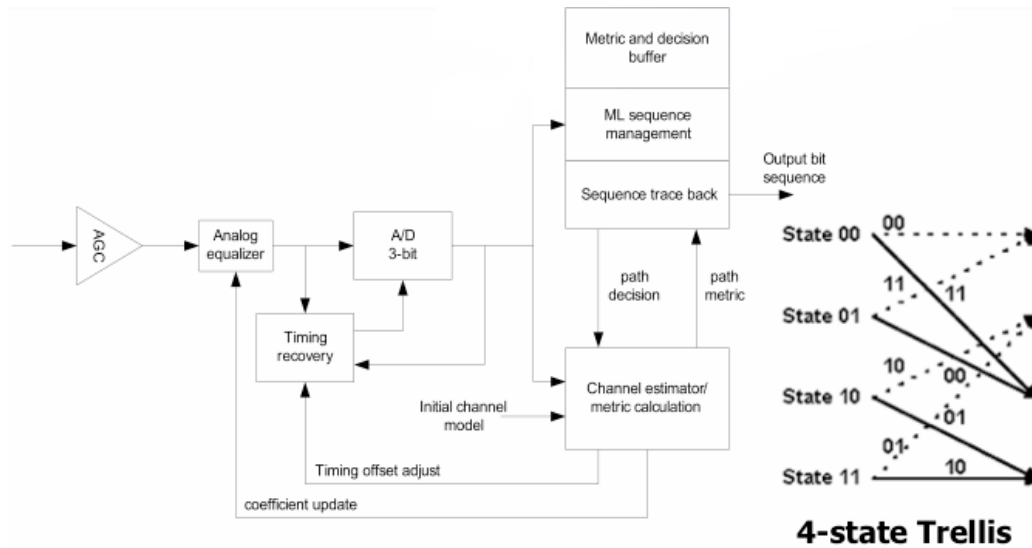 Metric and decision
buffer
ML sequence
management
Sequence trace back
Output bit
sequence
AGC
Analog
equalizer
A/D
3-bit
Timing
recovery
path
decision
path
metric
Channel estimator/
metric calculation
Initial channel
model
Timing offset adjust
coefficient update
State 00
00
11
11
State 01
State 10
10
00
01
State 11
01
10
4-state Trellis